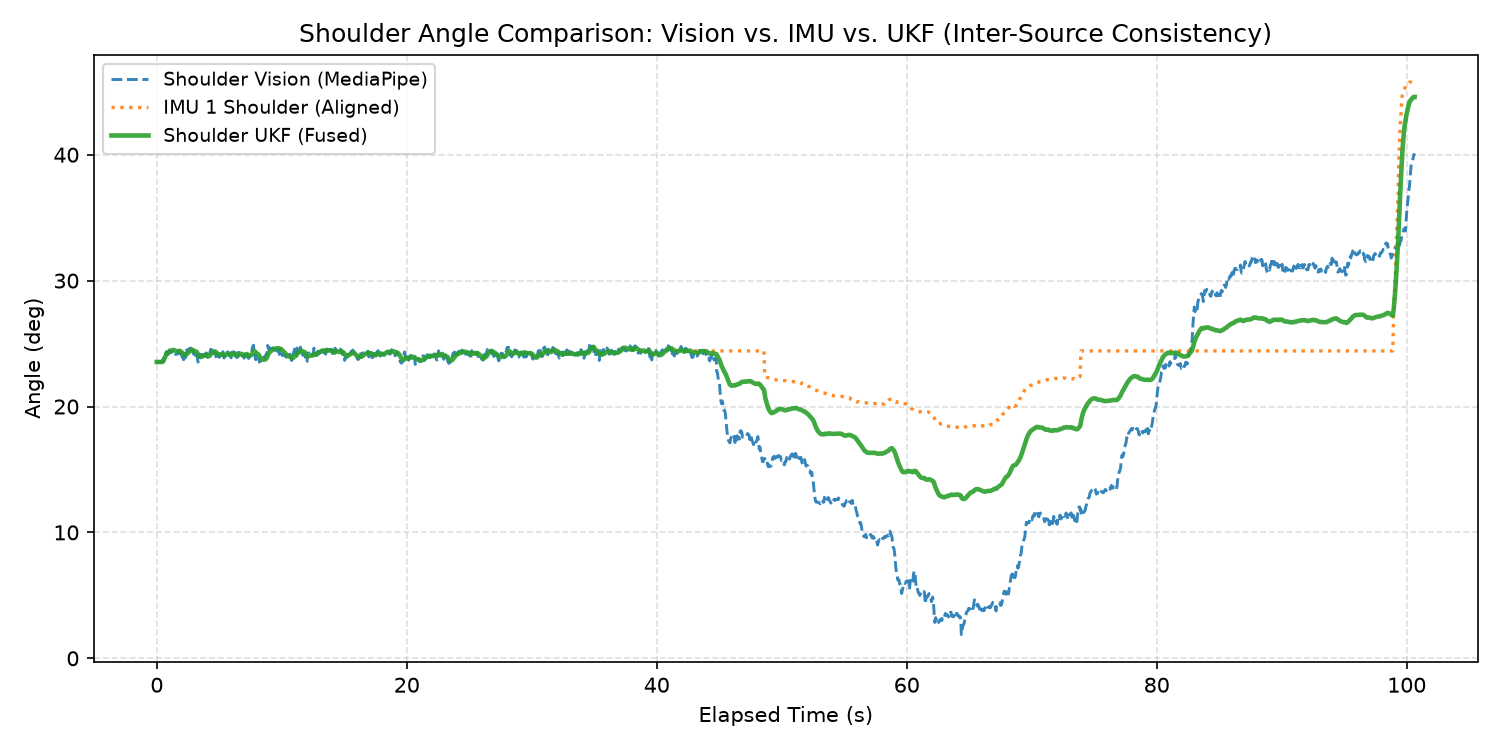 Shoulder Angle Comparison: Vision vs. IMU vs. UKF (Inter-Source Consistency)
Shoulder Vision (MediaPipe)
IMU 1 Shoulder (Aligned)
Shoulder UKF (Fused)
Angle (deg)
40
30
20
10
0
0 20 40 60 80 100
Elapsed Time (s)